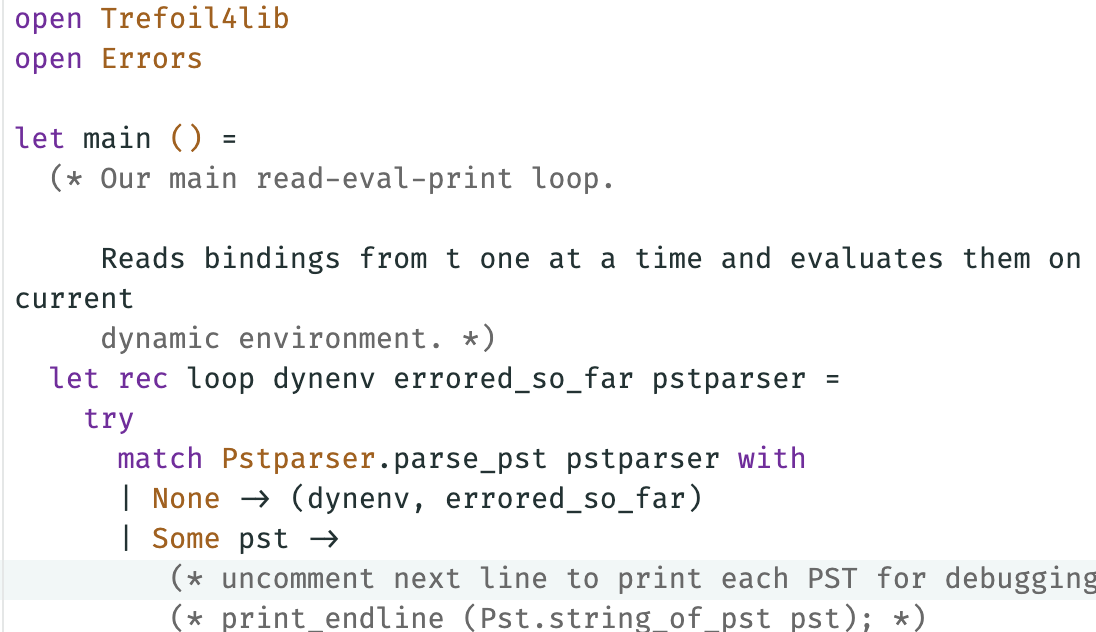 open Trefoil4lib
open Errors

let main () =
  (* Our main read-eval-print loop.

     Reads bindings from t one at a time and evaluates them on
current
     dynamic environment. *)
  let rec loop dynenv errored_so_far pstparser =
    try
      match Pstparser.parse_pst pstparser with
      | None -> (dynenv, errored_so_far)
      | Some pst ->
         (* uncomment next line to print each PST for debugging
         (* print_endline (Pst.string_of_pst pst); *)